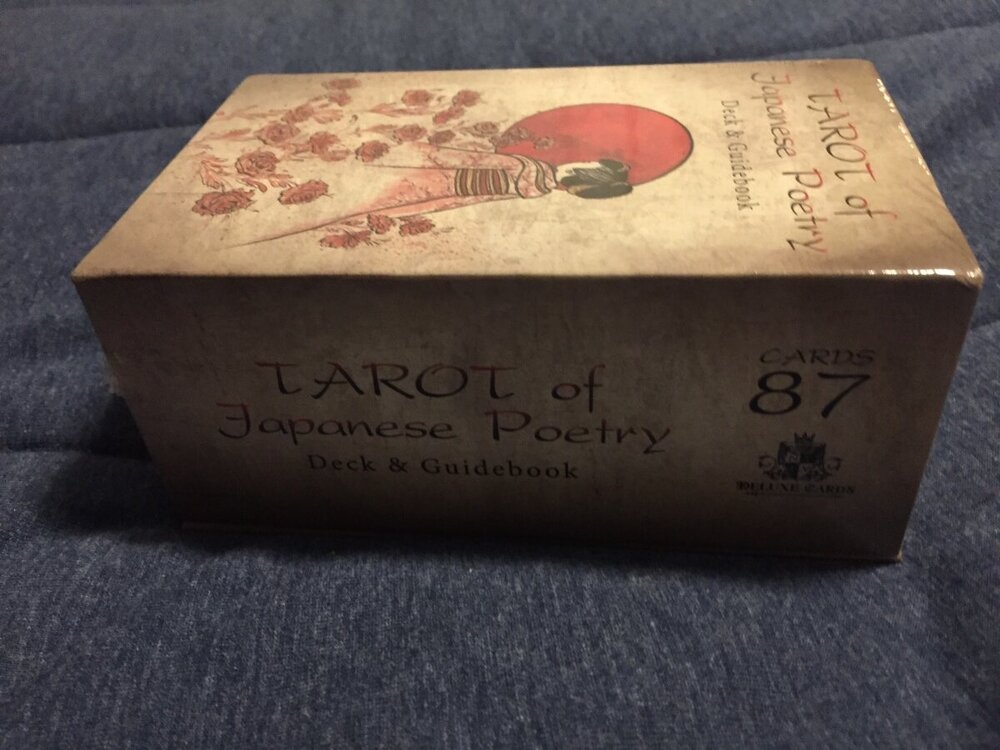 TAROT of
Japanese Poetry
Deck & Guidebook
TAROT of
Japanese Poetry
Deck & Guidebook
CARDS
87
DELUXE CARDS